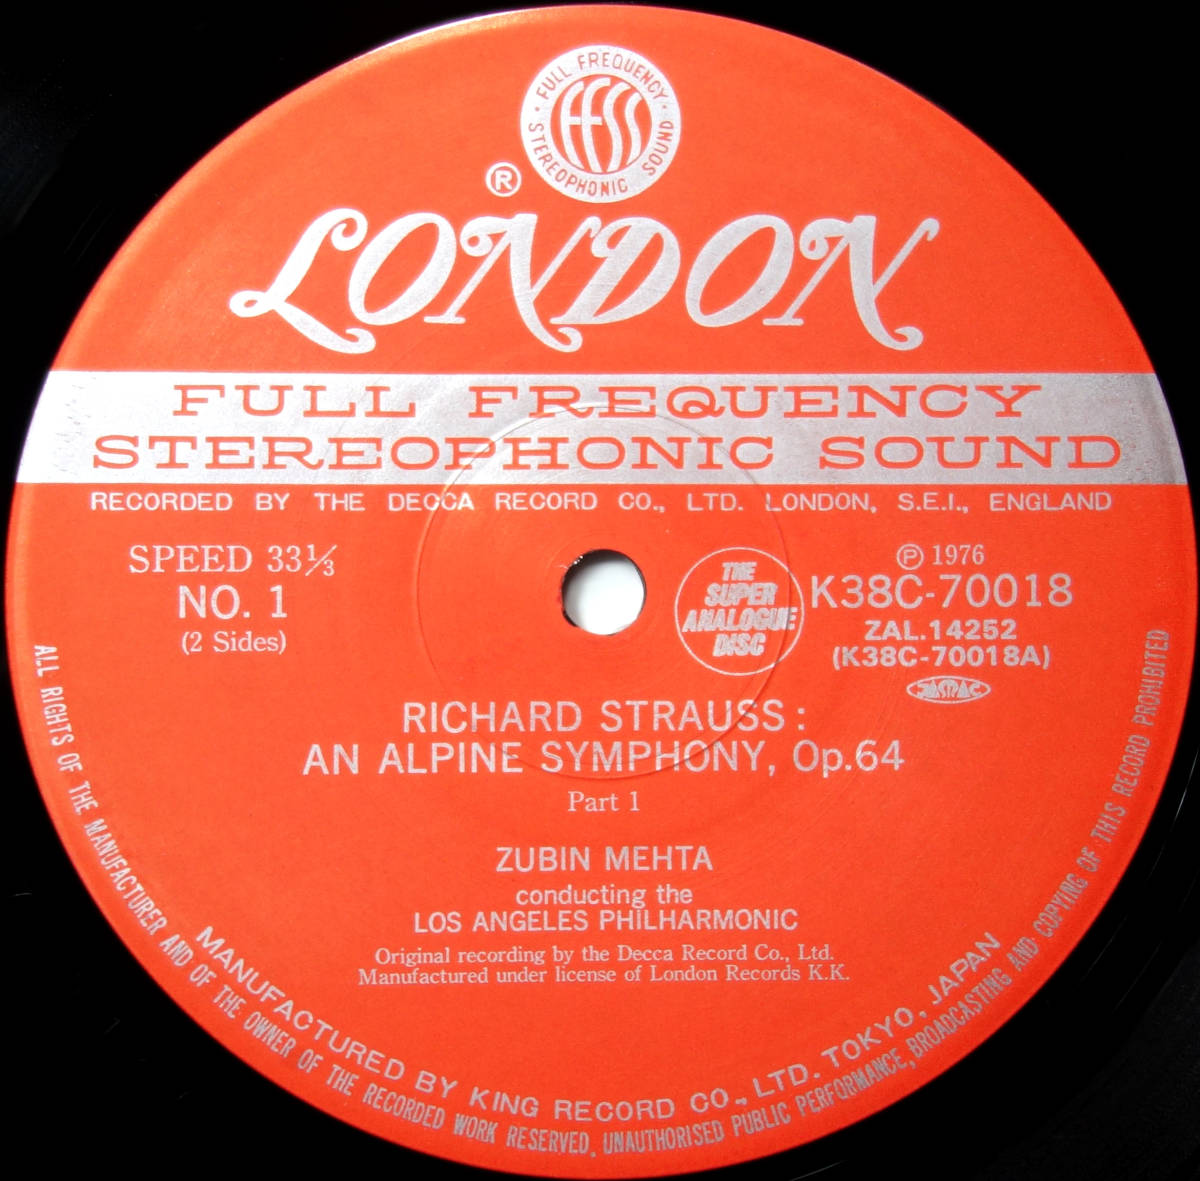 FULL FREQUENCY
STEREOPHONIC SOUND
FFSS
®
LONDON
FULL FREQUENCY
STEREOPHONIC SOUND
RECORDED BY THE DECCA RECORD CO., LTD. LONDON, S.E.I., ENGLAND
SPEED 33⅓
NO. 1
(2 Sides)
THE
SUPER
ANALOGUE
DISC
℗ 1976
K38C-70018
ZAL.14252
(K38C-70018A)
JASRAC
RICHARD STRAUSS:
AN ALPINE SYMPHONY, Op.64
Part 1
ZUBIN MEHTA
conducting the
LOS ANGELES PHILHARMONIC
Original recording by the Decca Record Co., Ltd.
Manufactured under license of London Records K.K.
MANUFACTURED BY KING RECORD CO., LTD. TOKYO, JAPAN
ALL RIGHTS OF THE MANUFACTURER AND OF THE OWNER OF THE RECORDED WORK RESERVED. UNAUTHORISED PUBLIC PERFORMANCE, BROADCASTING AND COPYING OF THIS RECORD PROHIBITED